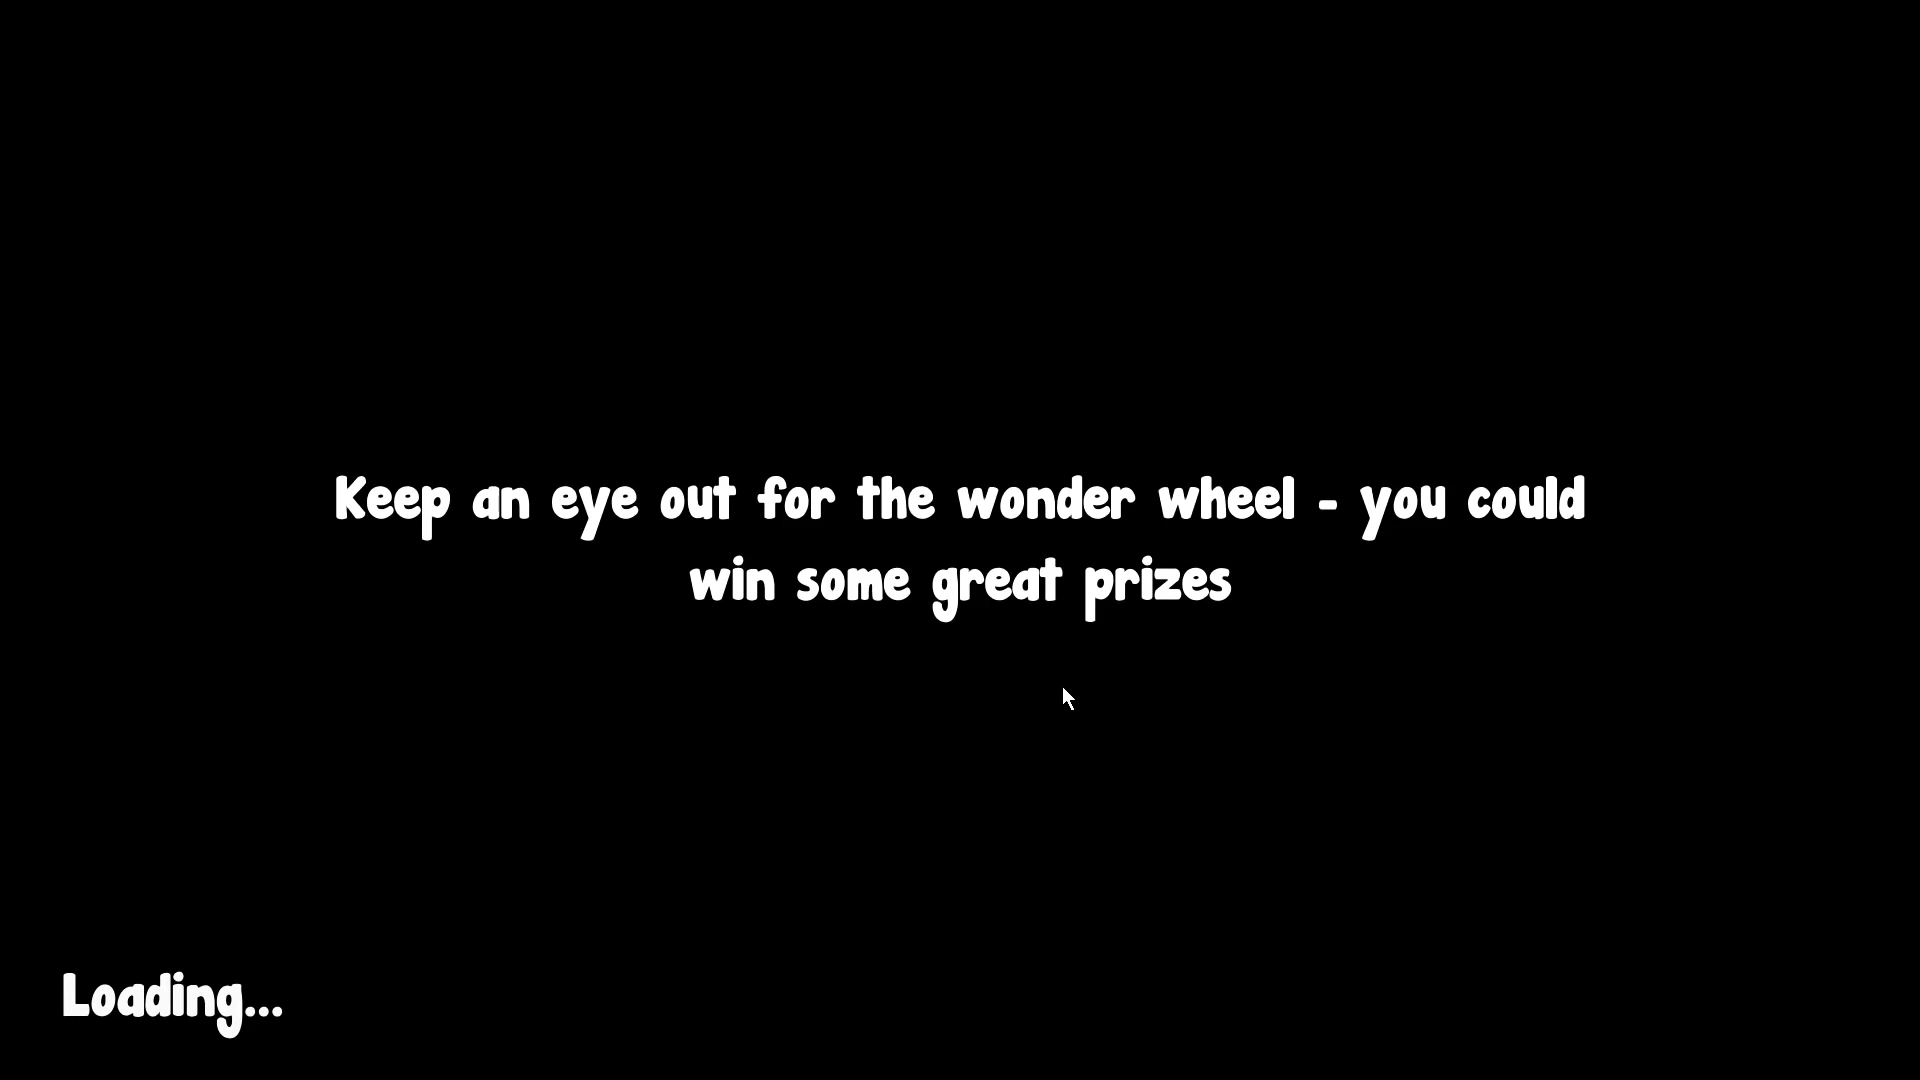 Keep an eye out for the wonder wheel - you could
win some great prizes
Loading...